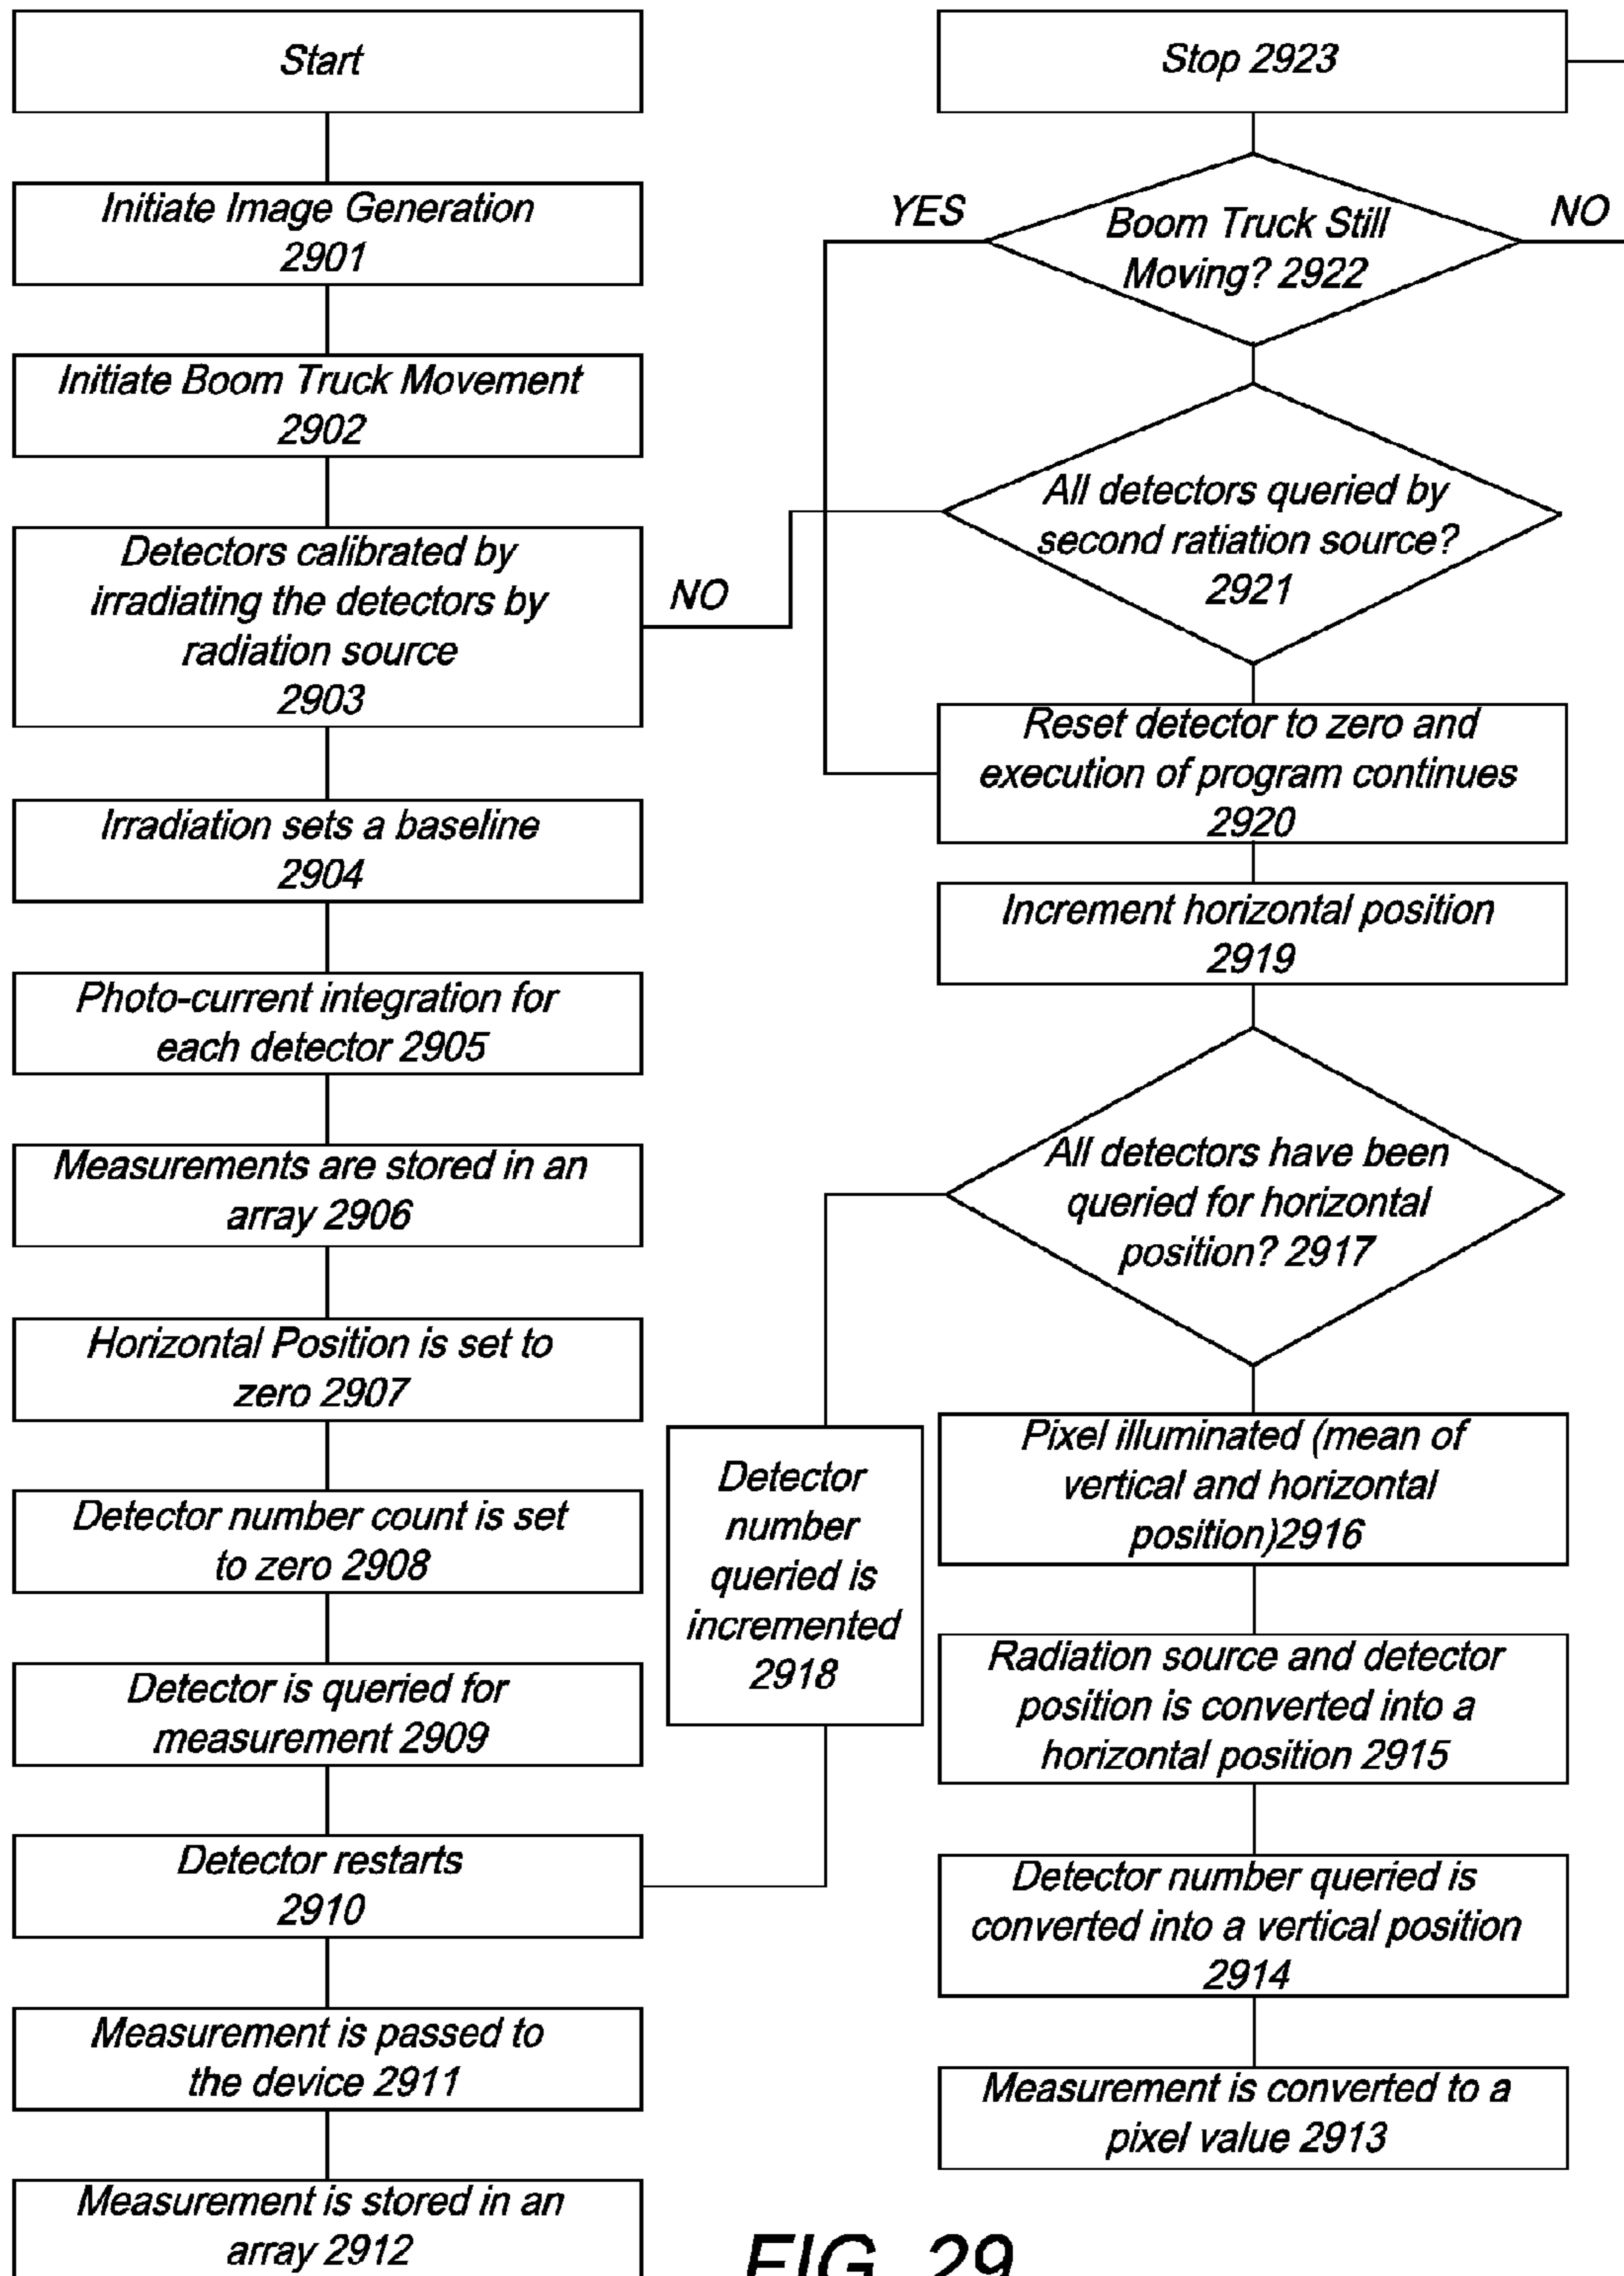 Start
Initiate Image Generation
2901
Initiate Boom Truck Movement
2902
Detectors calibrated by
irradiating the detectors by
radiation source
2903
Irradiation sets a baseline
2904
Photo-current integration for
each detector 2905
Measurements are stored in an
array 2906
Horizontal Position is set to
zero 2907
Detector number count is set
to zero 2908
Detector is queried for
measurement 2909
Detector restarts
2910
Measurement is passed to
the device 2911
Measurement is stored in an
array 2912
NO
Detector
number
queried is
incremented
2918
Stop 2923
YES
NO
Boom Truck Still
Moving? 2922
All detectors queried by
second ratiation source?
2921
Reset detector to zero and
execution of program continues
2920
Increment horizontal position
2919
All detectors have been
queried for horizontal
position? 2917
Pixel illuminated (mean of
vertical and horizontal
position)2916
Radiation source and detector
position is converted into a
horizontal position 2915
Detector number queried is
converted into a vertical position
2914
Measurement is converted to a
pixel value 2913
FIG. 29